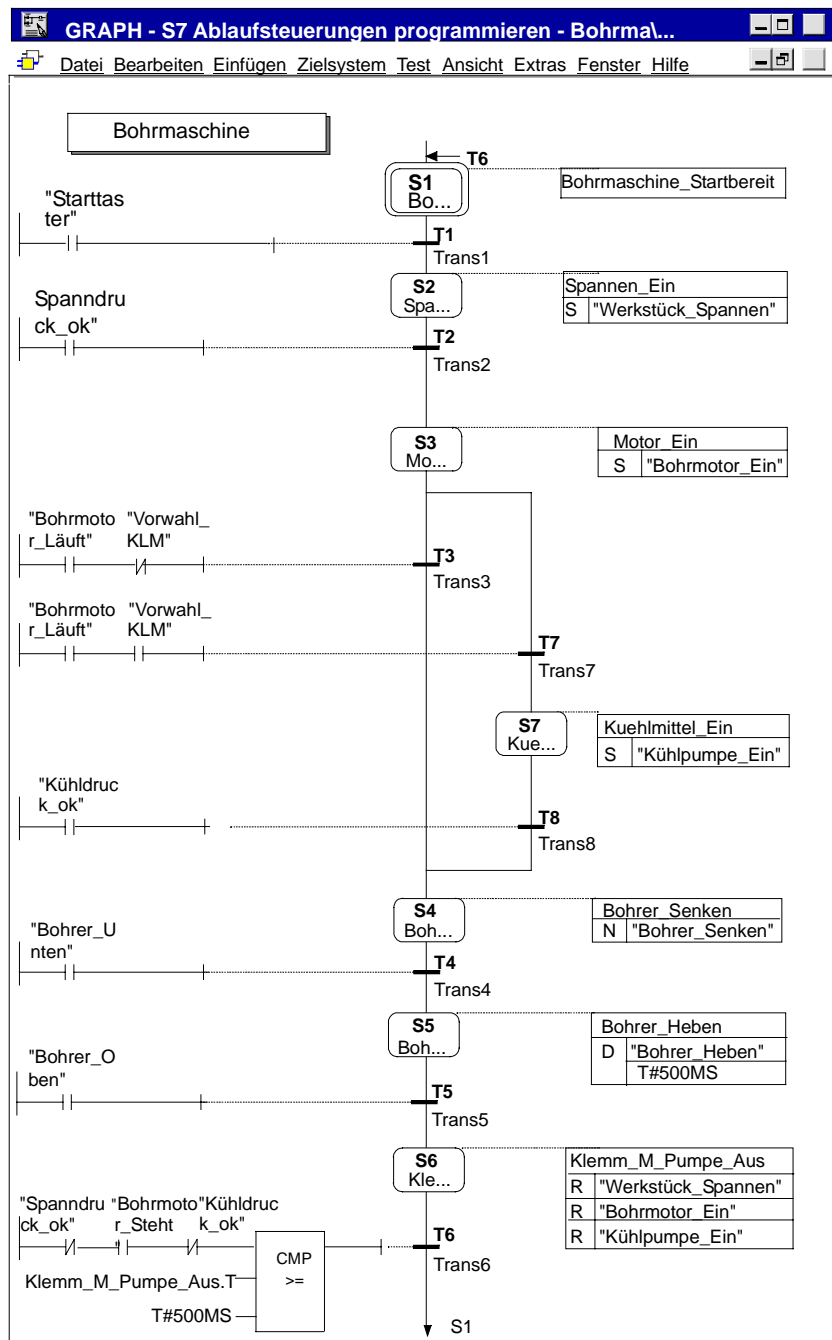 GRAPH - S7 Ablaufsteuerungen programmieren - Bohrma\...
Datei Bearbeiten Einfügen Zielsystem Test Ansicht Extras Fenster Hilfe
Bohrmaschine
T6
S1
Bo...
Bohrmaschine_Startbereit
"Starttas
ter"
T1
Trans1
S2
Spa...
Spannen_Ein
S "Werkstück_Spannen"
Spanndru
ck_ok"
T2
Trans2
S3
Mo...
Motor_Ein
S "Bohrmotor_Ein"
"Bohrmoto "Vorwahl_
r_Läuft" KLM"
T3
Trans3
"Bohrmoto "Vorwahl_
r_Läuft" KLM"
T7
Trans7
S7
Kue...
Kuehlmittel_Ein
S "Kühlpumpe_Ein"
"Kühldruc
k_ok"
T8
Trans8
S4
Boh...
Bohrer_Senken
N "Bohrer_Senken"
"Bohrer_U
nten"
T4
Trans4
S5
Boh...
Bohrer_Heben
D "Bohrer_Heben"
T#500MS
"Bohrer_O
ben"
T5
Trans5
S6
Kle...
Klemm_M_Pumpe_Aus
R "Werkstück_Spannen"
R "Bohrmotor_Ein"
R "Kühlpumpe_Ein"
"Spanndru "Bohrmoto "Kühldruc
ck_ok" r_Steht k_ok"
"
T6
Trans6
CMP
>=
Klemm_M_Pumpe_Aus.T
T#500MS
S1